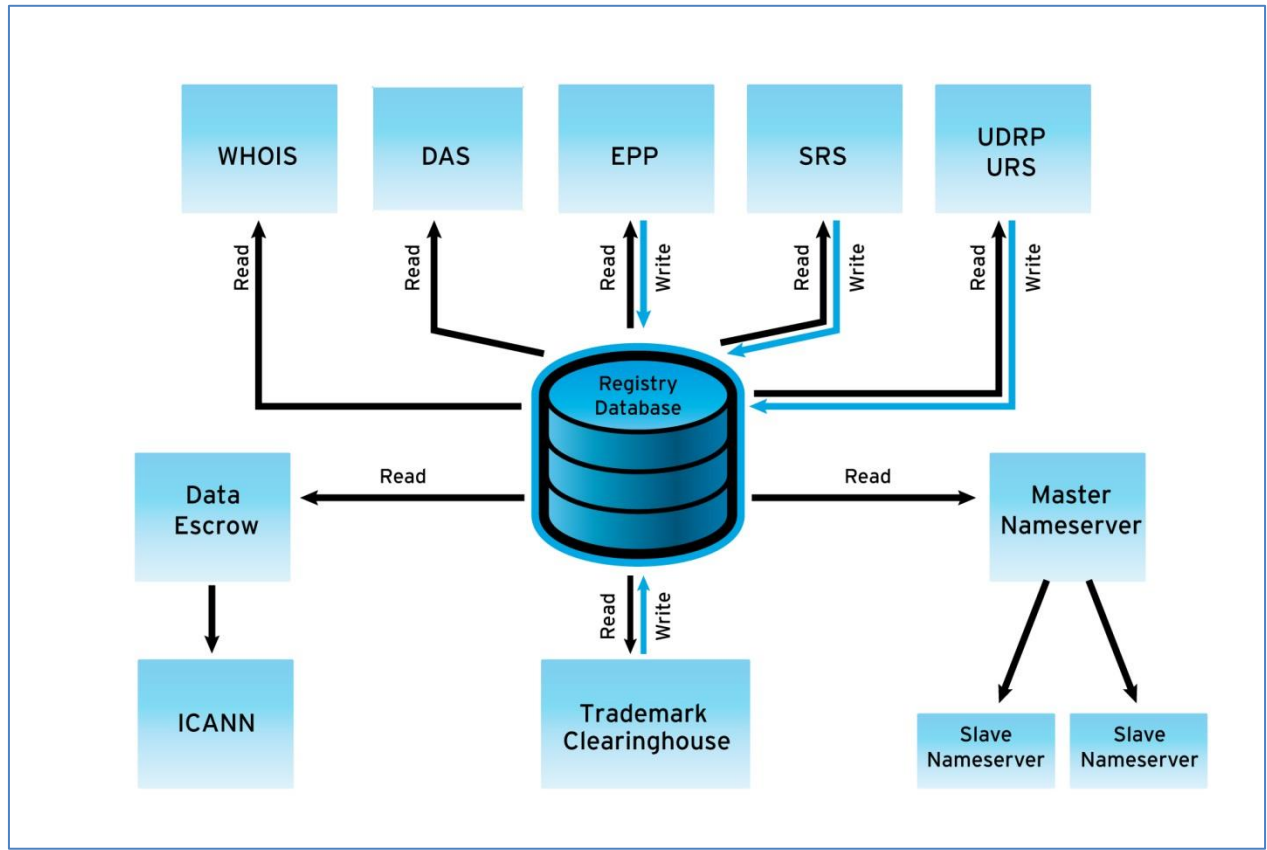 WHOIS
DAS
EPP
SRS
UDRP
URS
Read
Read
Write
Read
Write
Read
Write
Registry
Database
Data
Escrow
Read
Read
Master
Nameserver
Read
Write
ICANN
Trademark
Clearinghouse
Slave
Nameserver
Slave
Nameserver